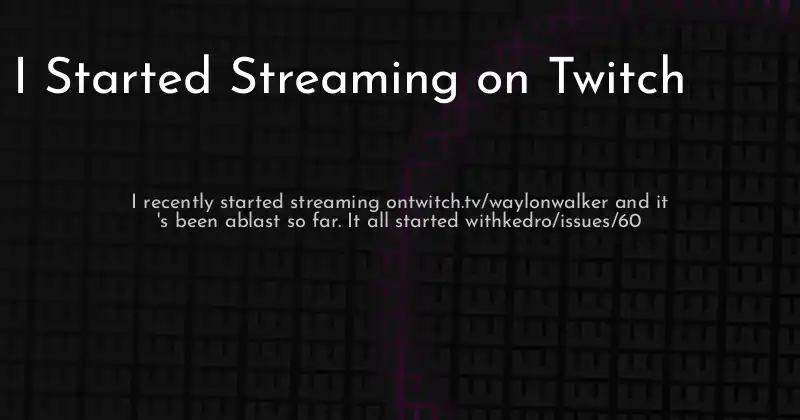 I Started Streaming on Twitch
I recently started streaming ontwitch.tv/waylonwalker and it
's been ablast so far. It all started withkedro/issues/60